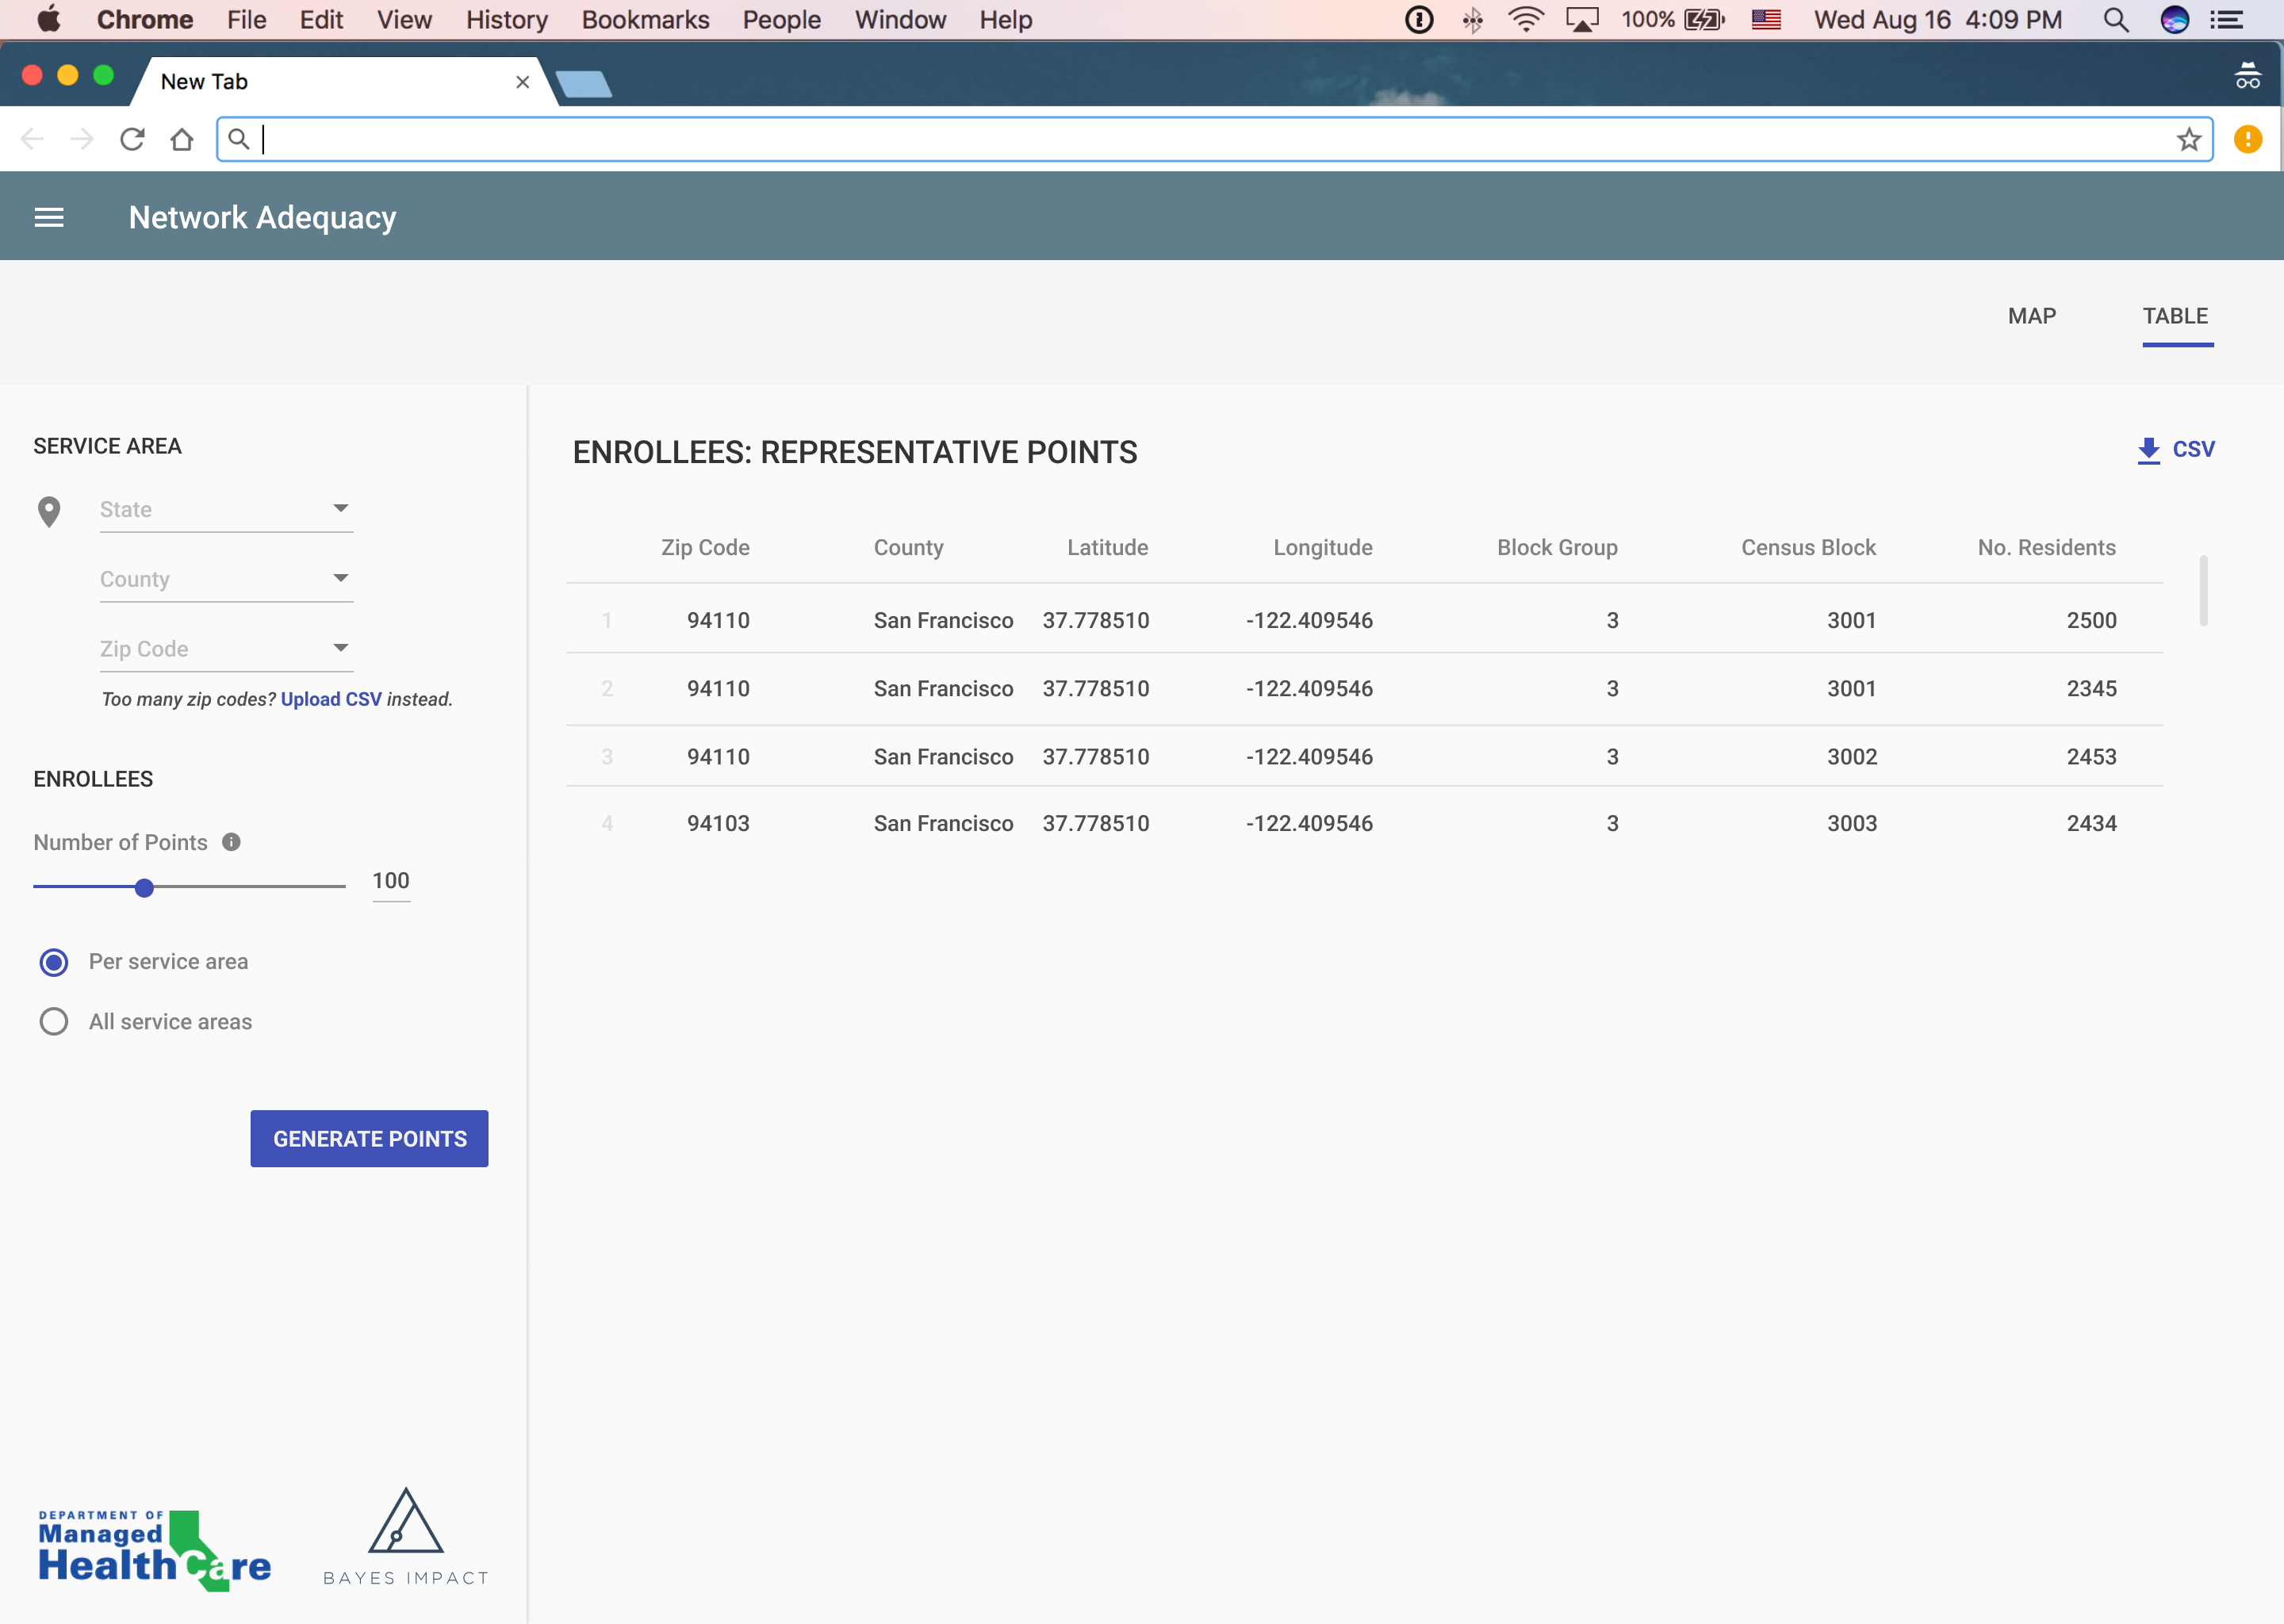 Chrome File Edit View History Bookmarks People Window Help 100% Wed Aug 16 4:09 PM
New Tab
Network Adequacy
MAP TABLE
SERVICE AREA
State
County
Zip Code
Too many zip codes? Upload CSV instead.
ENROLLEES
Number of Points
100
Per service area
All service areas
GENERATE POINTS
DEPARTMENT OF
Managed
HealthCare
BAYES IMPACT
ENROLLEES: REPRESENTATIVE POINTS
CSV
Zip Code County Latitude Longitude Block Group Census Block No. Residents
1 94110 San Francisco 37.778510 -122.409546 3 3001 2500
2 94110 San Francisco 37.778510 -122.409546 3 3001 2345
3 94110 San Francisco 37.778510 -122.409546 3 3002 2453
4 94103 San Francisco 37.778510 -122.409546 3 3003 2434